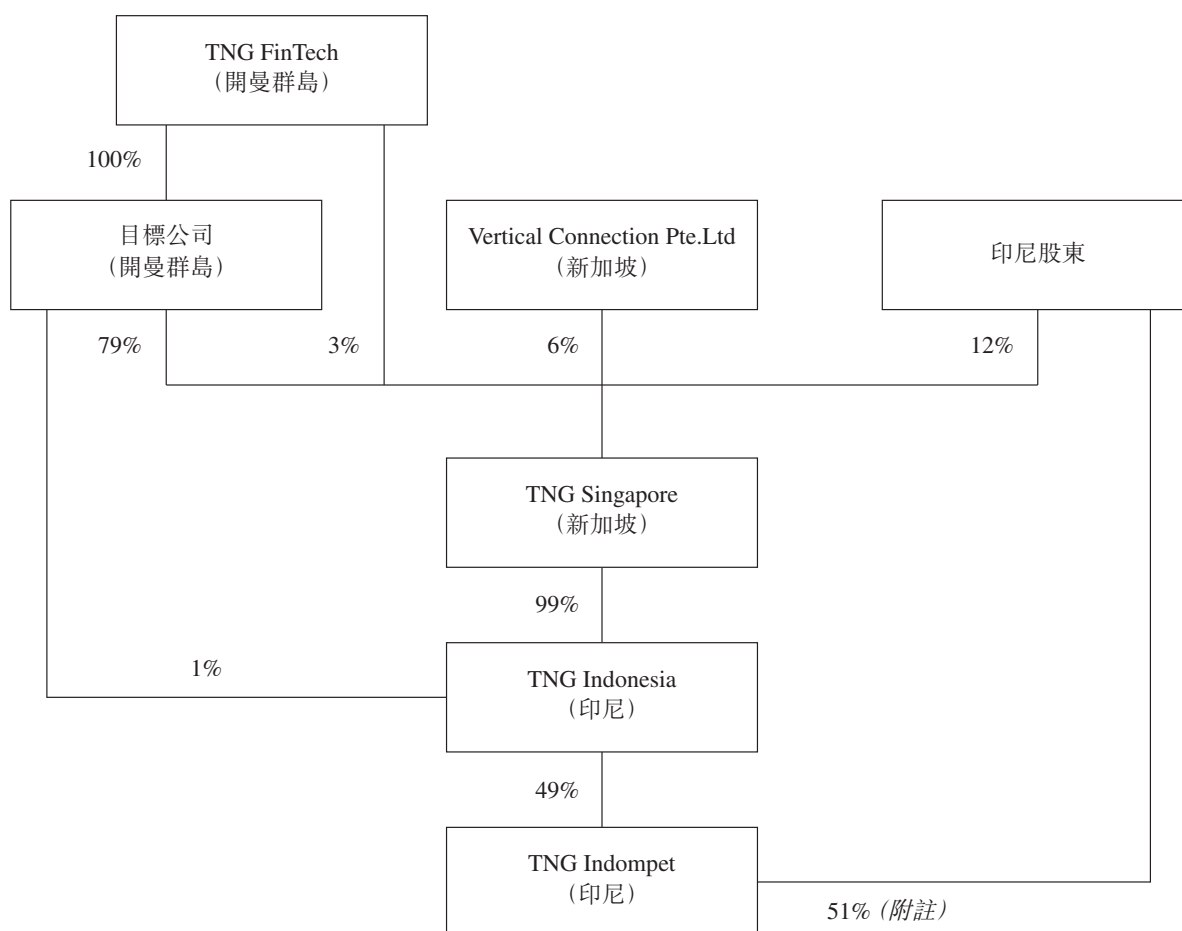 TNG FinTech
（開曼群島）
100%
目標公司
（開曼群島）
Vertical Connection Pte.Ltd
（新加坡）
印尼股東
79%
3%
6%
12%
TNG Singapore
（新加坡）
99%
1%
TNG Indonesia
（印尼）
49%
TNG Indompet
（印尼）
51%（附註）